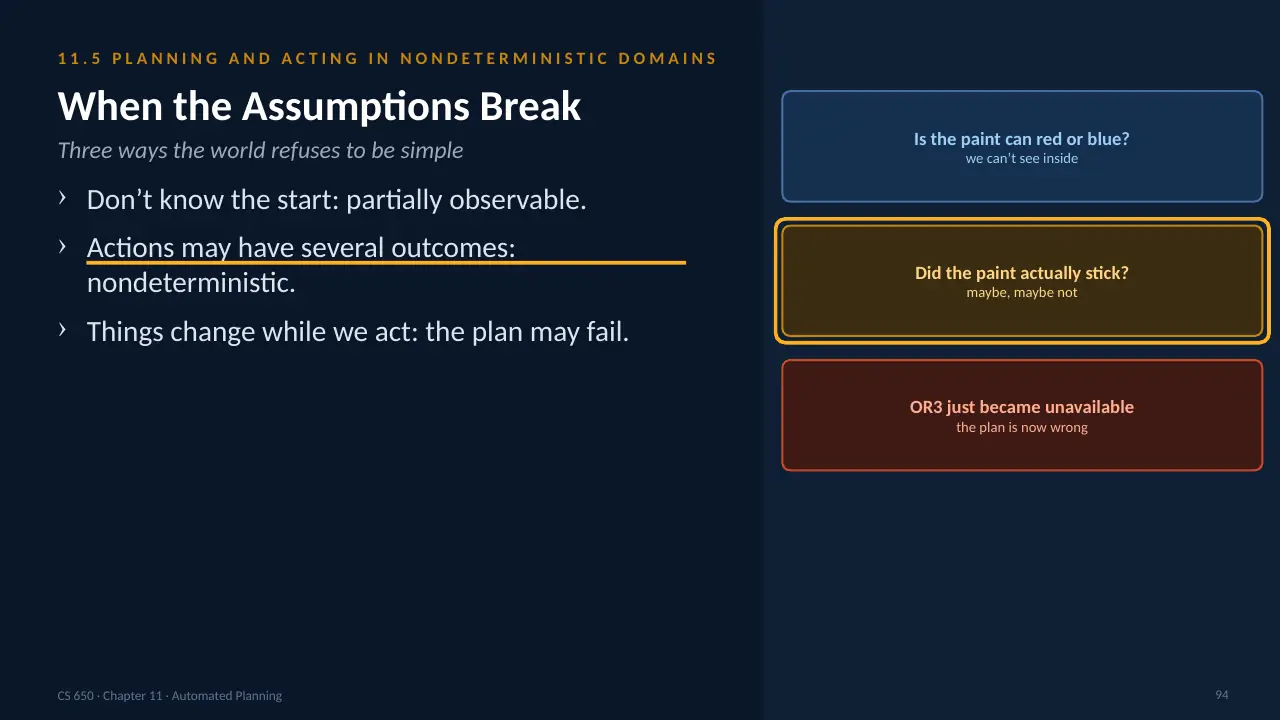 11.5 PLANNING AND ACTING IN NONDETERMINISTIC DOMAINS
When the Assumptions Break
Three ways the world refuses to be simple
› Don’t know the start: partially observable.
› Actions may have several outcomes:
nondeterministic.
› Things change while we act: the plan may fail.
Is the paint can red or blue?
we can’t see inside
Did the paint actually stick?
maybe, maybe not
OR3 just became unavailable
the plan is now wrong
CS 650 · Chapter 11 · Automated Planning
94